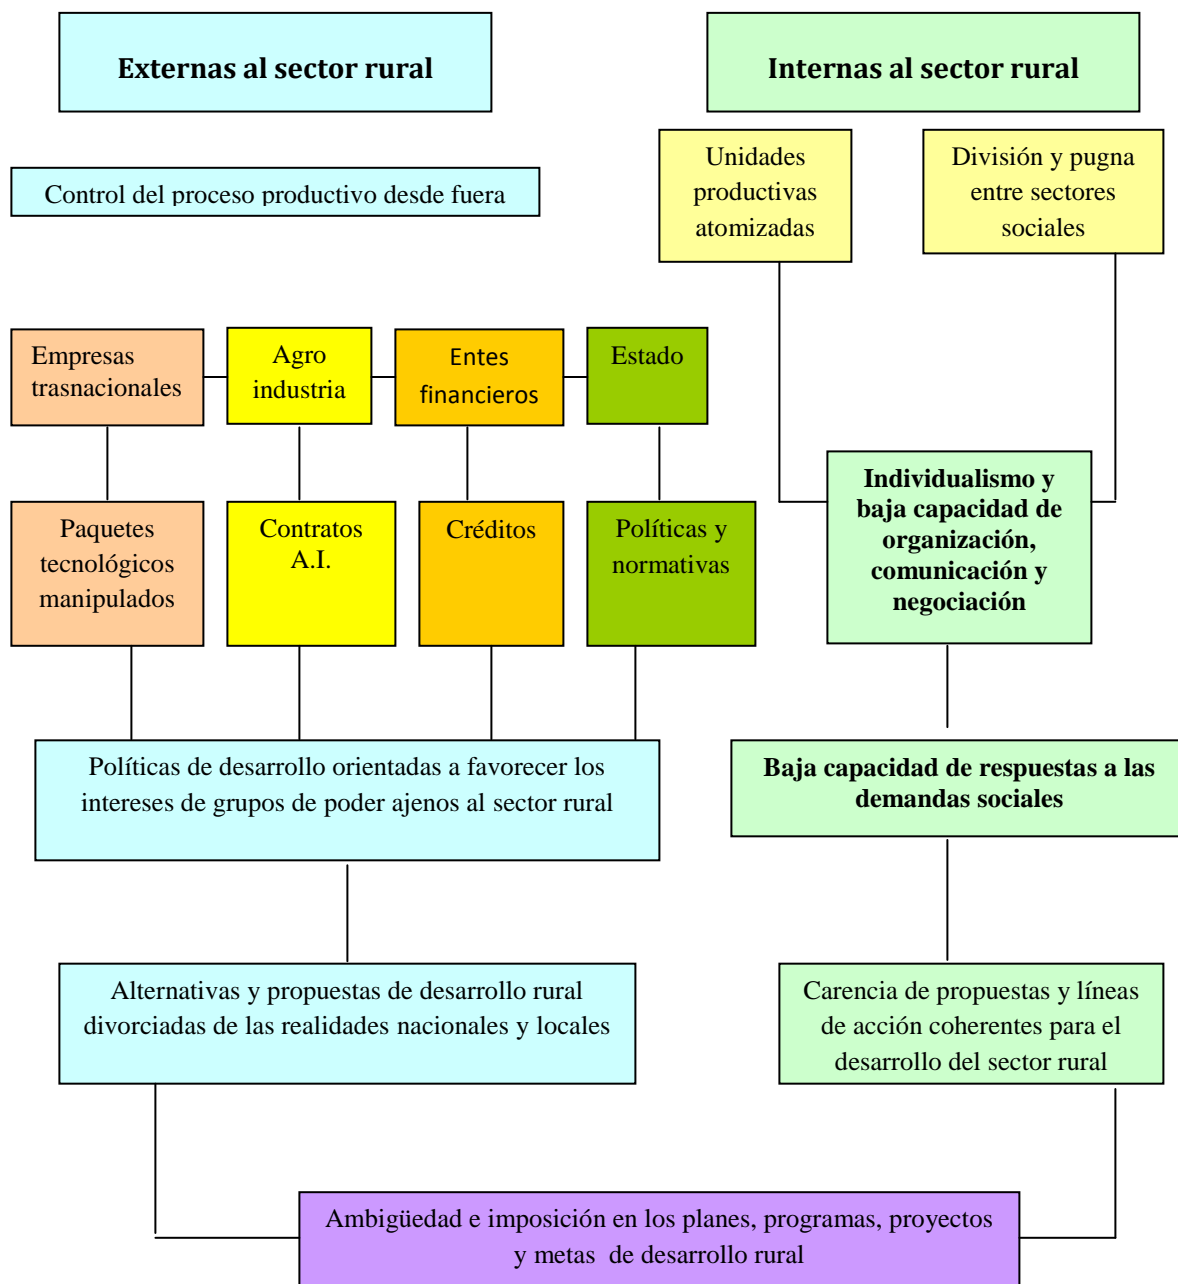 Externas al sector rural
Internas al sector rural
Control del proceso productivo desde fuera
Unidades
productivas
atomizadas
División y pugna
entre sectores
sociales
Empresas
trasnacionales
Agro
industria
Entes
financieros
Estado
Paquetes
tecnológicos
manipulados
Contratos
A.I.
Créditos
Políticas y
normativas
Individualismo y
baja capacidad de
organización,
comunicación y
negociación
Políticas de desarrollo orientadas a favorecer los
intereses de grupos de poder ajenos al sector rural
Baja capacidad de respuestas a las
demandas sociales
Alternativas y propuestas de desarrollo rural
divorciadas de las realidades nacionales y locales
Carencia de propuestas y líneas
de acción coherentes para el
desarrollo del sector rural
Ambigüedad e imposición en los planes, programas, proyectos
y metas de desarrollo rural